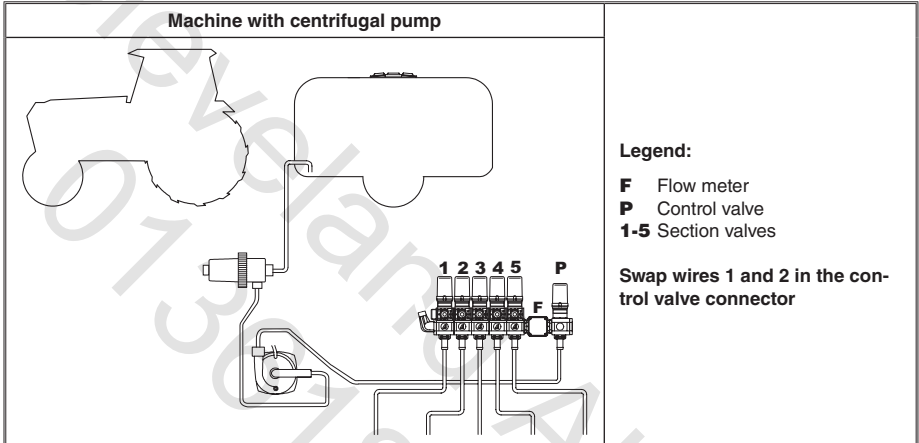 Machine with centrifugal pump
1 2 3 4 5 P
F
Legend:
F Flow meter
P Control valve
1-5 Section valves
Swap wires 1 and 2 in the con-
trol valve connector